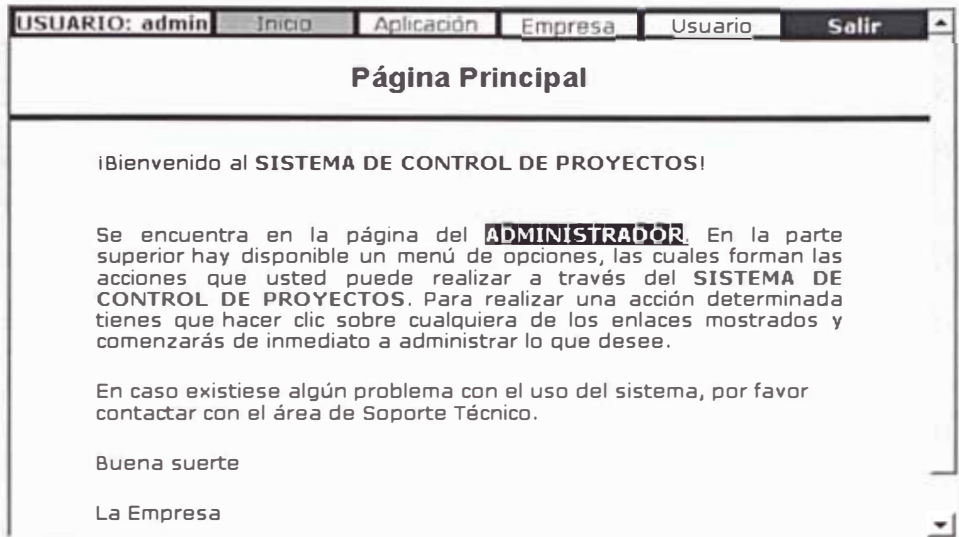 USUARIO: admin Inicio Aplicación Empresa Usuario Salir
Página Principal
¡Bienvenido al SISTEMA DE CONTROL DE PROYECTOS!
Se encuentra en la página del ADMINISTRADOR. En la parte
superior hay disponible un menú de opciones, las cuales forman las
acciones que usted puede realizar a través del SISTEMA DE
CONTROL DE PROYECTOS. Para realizar una acción determinada
tienes que hacer clic sobre cualquiera de los enlaces mostrados y
comenzarás de inmediato a administrar lo que desee.
En caso existiese algún problema con el uso del sistema, por favor
contactar con el área de Soporte Técnico.
Buena suerte
La Empresa